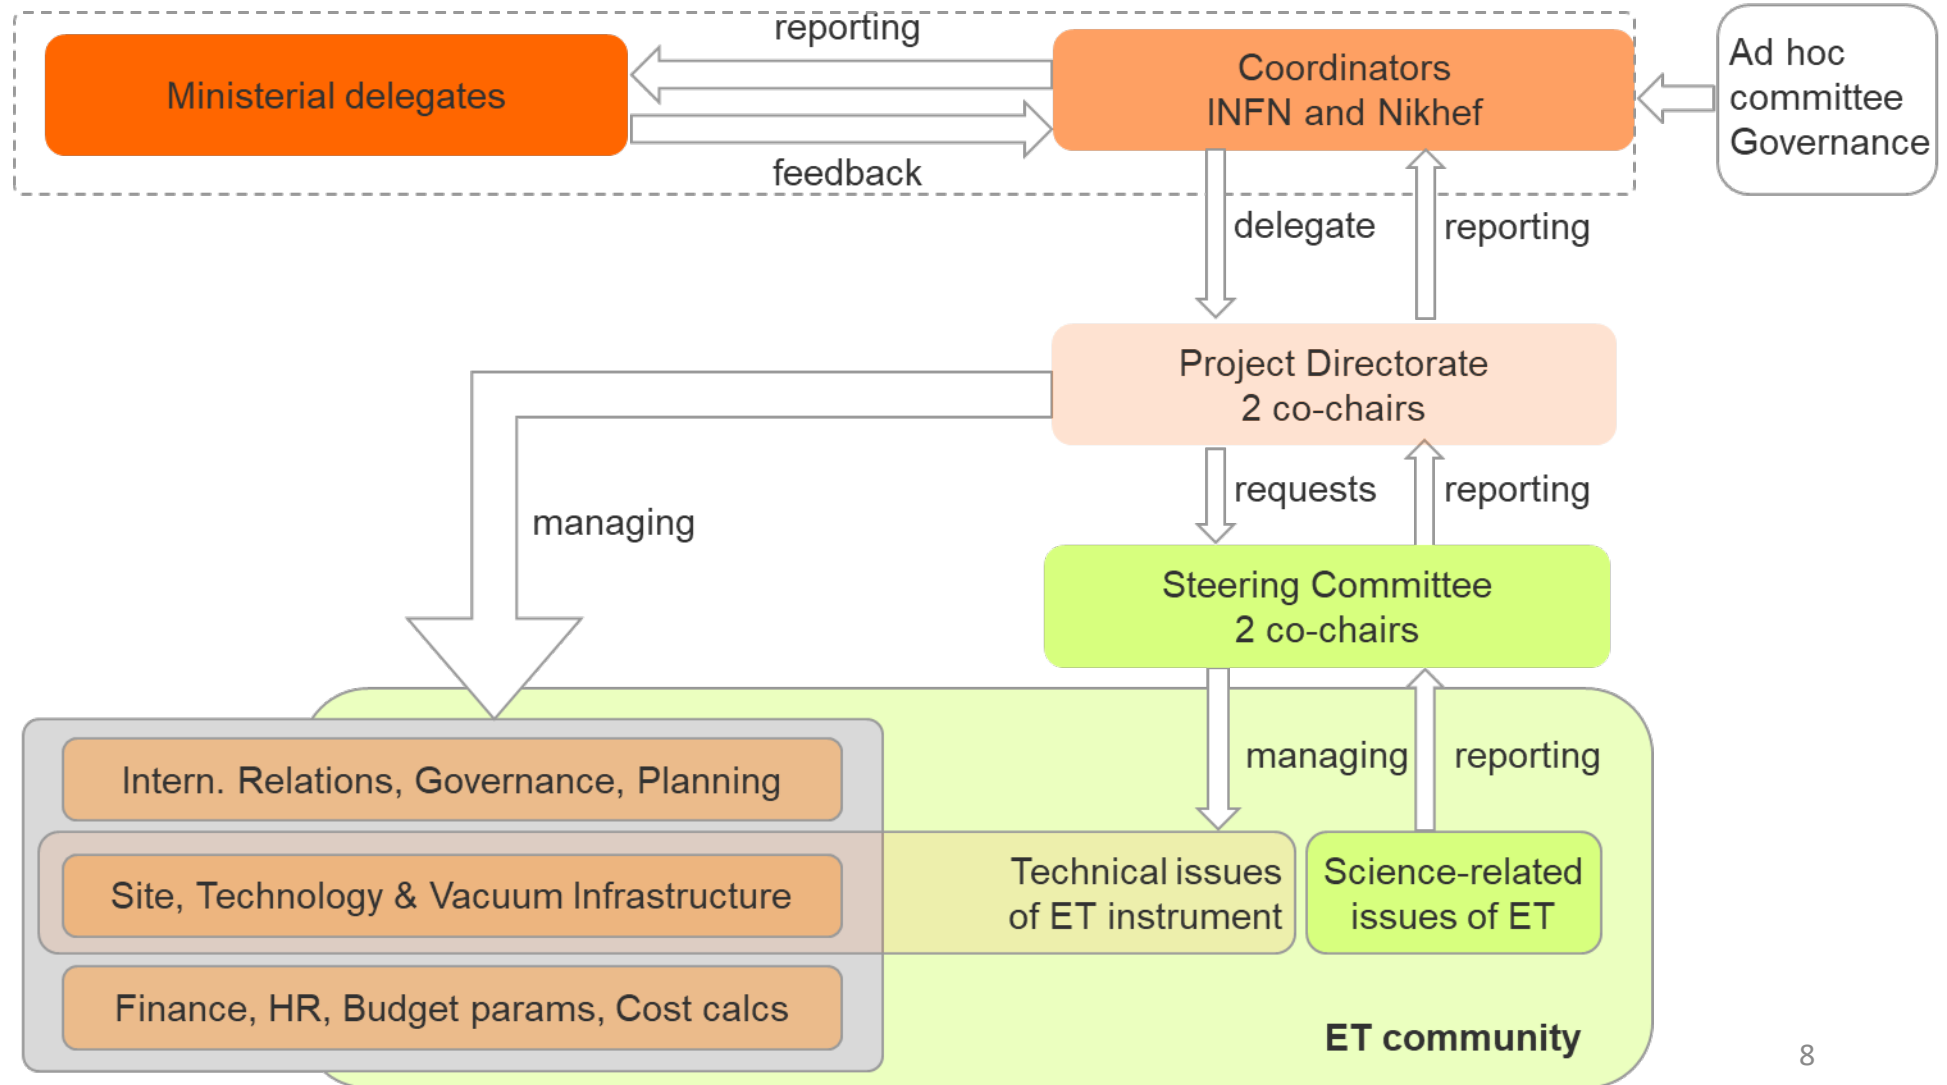 reporting
Ministerial delegates
Coordinators
INFN and Nikhef
Ad hoc
committee
Governance
feedback
delegate
reporting
Project Directorate
2 co-chairs
managing
requests
reporting
Steering Committee
2 co-chairs
managing
reporting
Intern. Relations, Governance, Planning
Site, Technology & Vacuum Infrastructure
Technical issues
of ET instrument
Science-related
issues of ET
Finance, HR, Budget params, Cost calcs
ET community
8